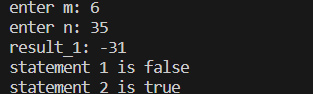 enter m: 6
enter n: 35
result_1: -31
statement 1 is false
statement 2 is true